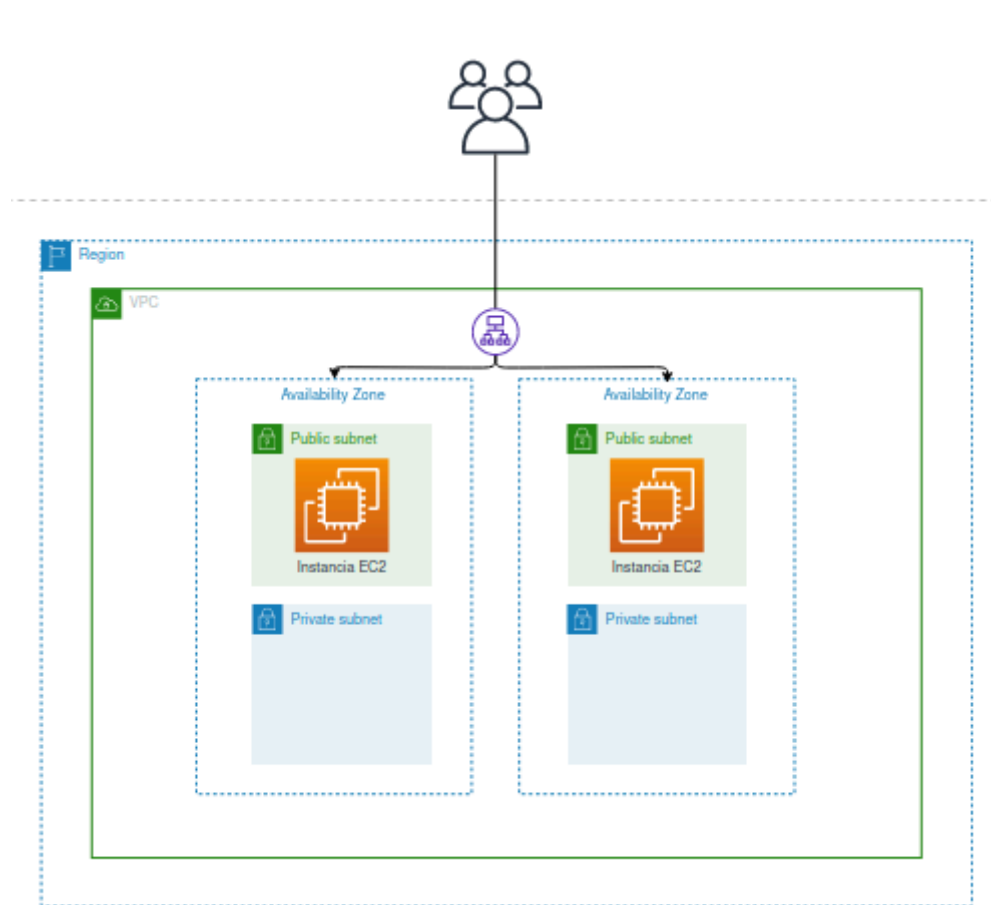 Region
VPC
Availability Zone
Availability Zone
Public subnet
Public subnet
Instancia EC2
Instancia EC2
Private subnet
Private subnet